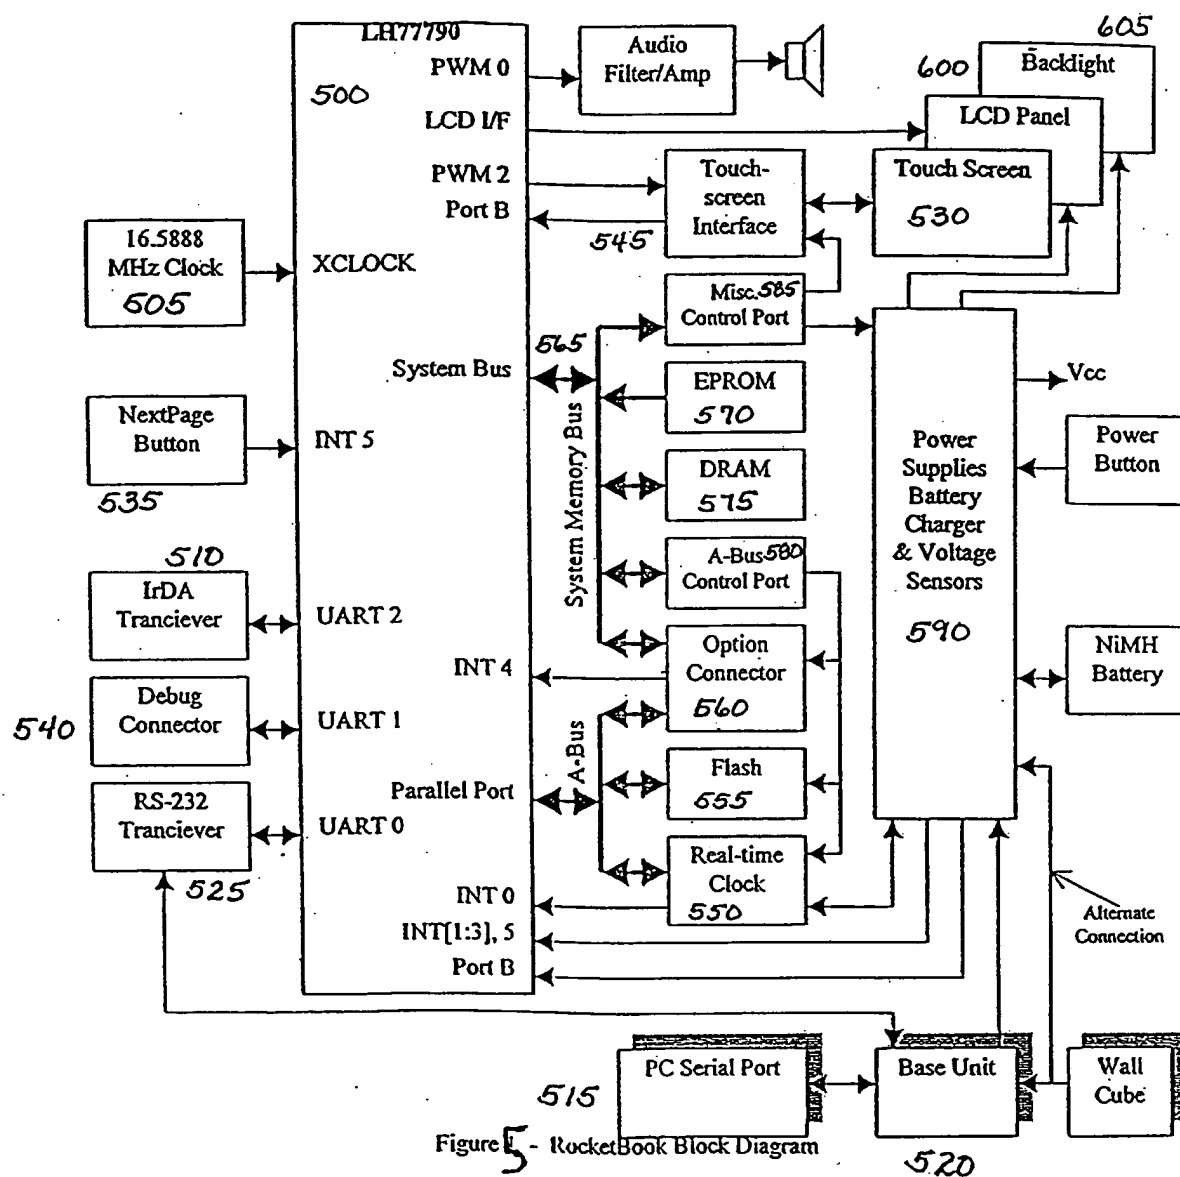 LH77790
500
PWM 0
LCD I/F
PWM 2
Port B
XCLOCK
System Bus
INT 5
UART 2
INT 4
UART 1
Parallel Port
UART 0
INT 0
INT[1:3], 5
Port B
Audio
Filter/Amp
605
600
Backlight
LCD Panel
Touch Screen
530
Touch-
screen
Interface
545
16.5888
MHz Clock
505
Misc. 585
Control Port
565
EPROM
570
NextPage
Button
535
System Memory Bus
DRAM
575
A-Bus 580
Control Port
Power
Supplies
Battery
Charger
& Voltage
Sensors
590
Vcc
Power
Button
NiMH
Battery
510
IrDA
Tranciever
Option
Connector
560
Debug
Connector
540
A-Bus
Flash
555
RS-232
Tranciever
525
Real-time
Clock
550
Alternate
Connection
PC Serial Port
515
Base Unit
520
Wall
Cube
Figure 5 - RocketBook Block Diagram